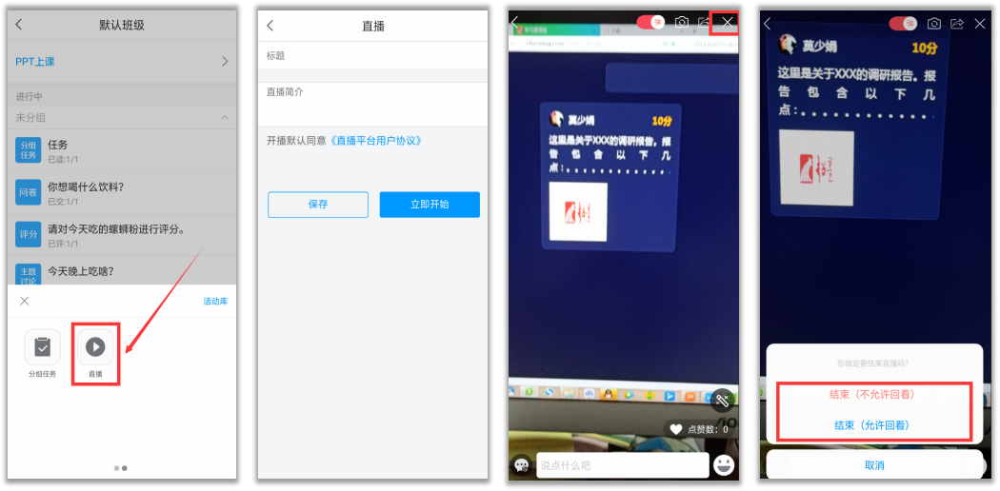 默认班级
PPT上课
进行中
未分组
分组
任务
任务
已读:1/1
问卷
你想喝什么饮料?
已交:1/1
评分
请对今天吃的螺蛳粉进行评分。
已评:1/1
主题
讨论
今天晚上吃啥?
活动库
分组任务
直播
直播
标题
直播简介
开播默认同意《直播平台用户协议》
保存
立即开始
弹
莫少娟
10分
这里是关于XXX的调研报告。报
告包含以下几
点:。。。。。。。。。。。。
点赞数: 0
说点什么吧
弹
莫少娟
10分
这里是关于XXX的调研报告。报
告包含以下几
点:。。。。。。。。。。。。
您确定要结束直播吗?
结束（不允许回看）
结束（允许回看）
取消